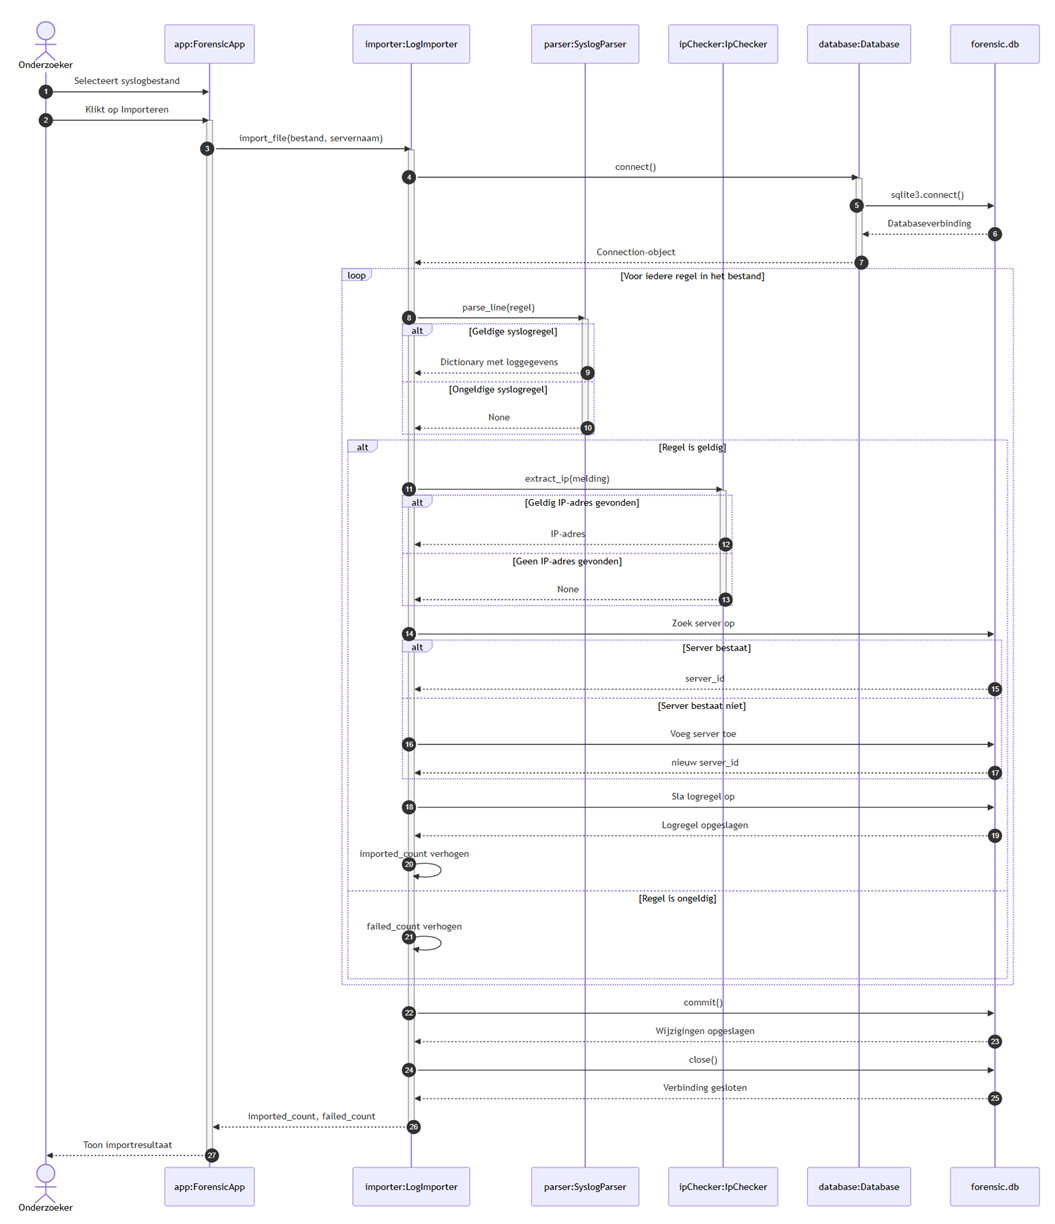 Onderzoeker
app:ForensicApp
importer:LogImporter
parser:SyslogParser
ipChecker:IpChecker
database:Database
forensic.db
Selecteert syslogbestand
1
Klikt op Importeren
2
import_file(bestand, servernaam)
3
connect()
4
sqlite3.connect()
5
Databaseverbinding
6
Connection-object
7
loop
[Voor iedere regel in het bestand]
parse_line(regel)
8
alt
[Geldige syslogregel]
Dictionary met loggegevens
9
[Ongeldige syslogregel]
None
10
alt
[Regel is geldig]
extract_ip(melding)
11
alt
[Geldig IP-adres gevonden]
IP-adres
12
[Geen IP-adres gevonden]
None
13
Zoek server op
14
alt
[Server bestaat]
server_id
15
[Server bestaat niet]
Voeg server toe
16
nieuw server_id
17
Sla logregel op
18
Logregel opgeslagen
19
imported_count verhogen
20
[Regel is ongeldig]
failed_count verhogen
21
commit()
22
Wijzigingen opgeslagen
23
close()
24
Verbinding gesloten
25
imported_count, failed_count
26
Toon importresultaat
27
Onderzoeker
app:ForensicApp
importer:LogImporter
parser:SyslogParser
ipChecker:IpChecker
database:Database
forensic.db